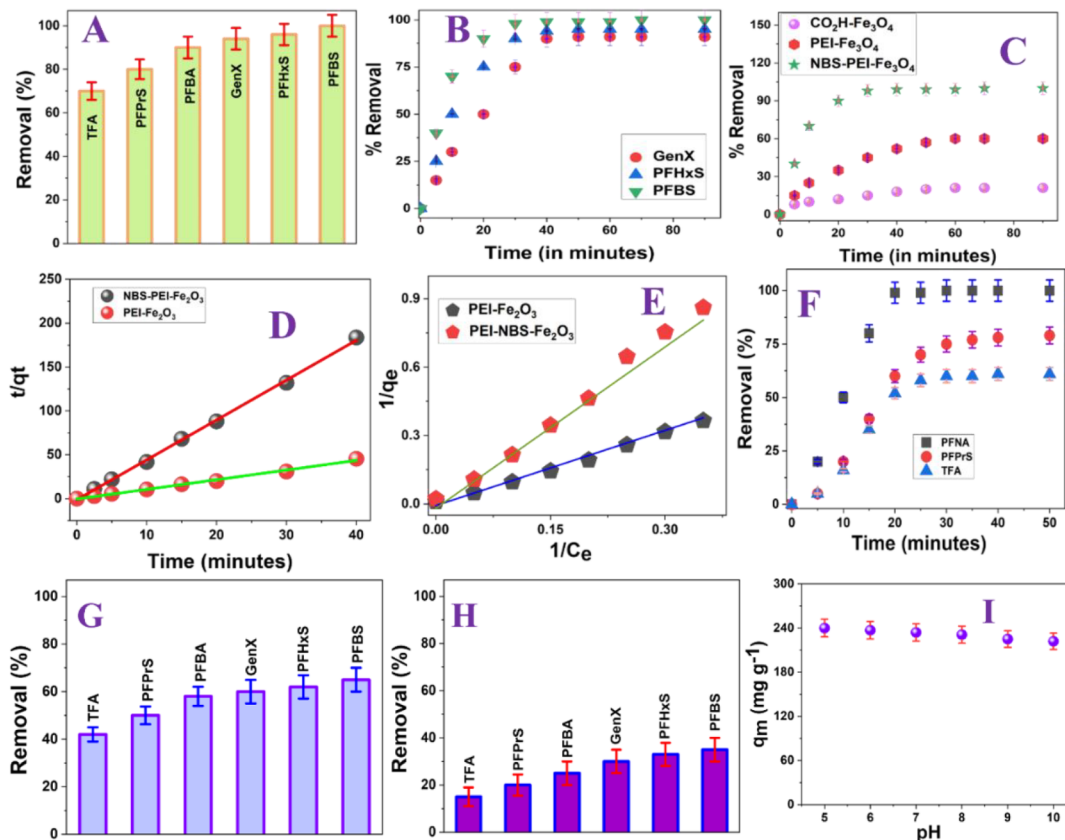 A
Removal (%)
100
80
60
40
20
0
TFA
PFPrS
PFBA
GenX
PFHxS
PFBS
B
% Removal
100
75
50
25
0
GenX
PFHxS
PFBS
0 20 40 60 80
Time (in minutes)
C
% Removal
150
120
90
60
30
0
CO₂H-Fe₃O₄
PEI-Fe₃O₄
NBS-PEI-Fe₃O₄
0 20 40 60 80
Time (in minutes)
D
t/qt
250
200
150
100
50
0
NBS-PEI-Fe₂O₃
PEI-Fe₂O₃
0 10 20 30 40
Time (minutes)
E
1/qₑ
0.9
0.6
0.3
0.0
PEI-Fe₂O₃
PEI-NBS-Fe₂O₃
0.00 0.15 0.30
1/Cₑ
F
Removal (%)
100
75
50
25
0
PFNA
PFPrS
TFA
0 10 20 30 40 50
Time (minutes)
G
Removal (%)
100
80
60
40
20
0
TFA
PFPrS
PFBA
GenX
PFHxS
PFBS
H
Removal (%)
100
80
60
40
20
0
TFA
PFPrS
PFBA
GenX
PFHxS
PFBS
I
qm (mg g⁻¹)
300
240
180
120
60
0
5 6 7 8 9 10
pH